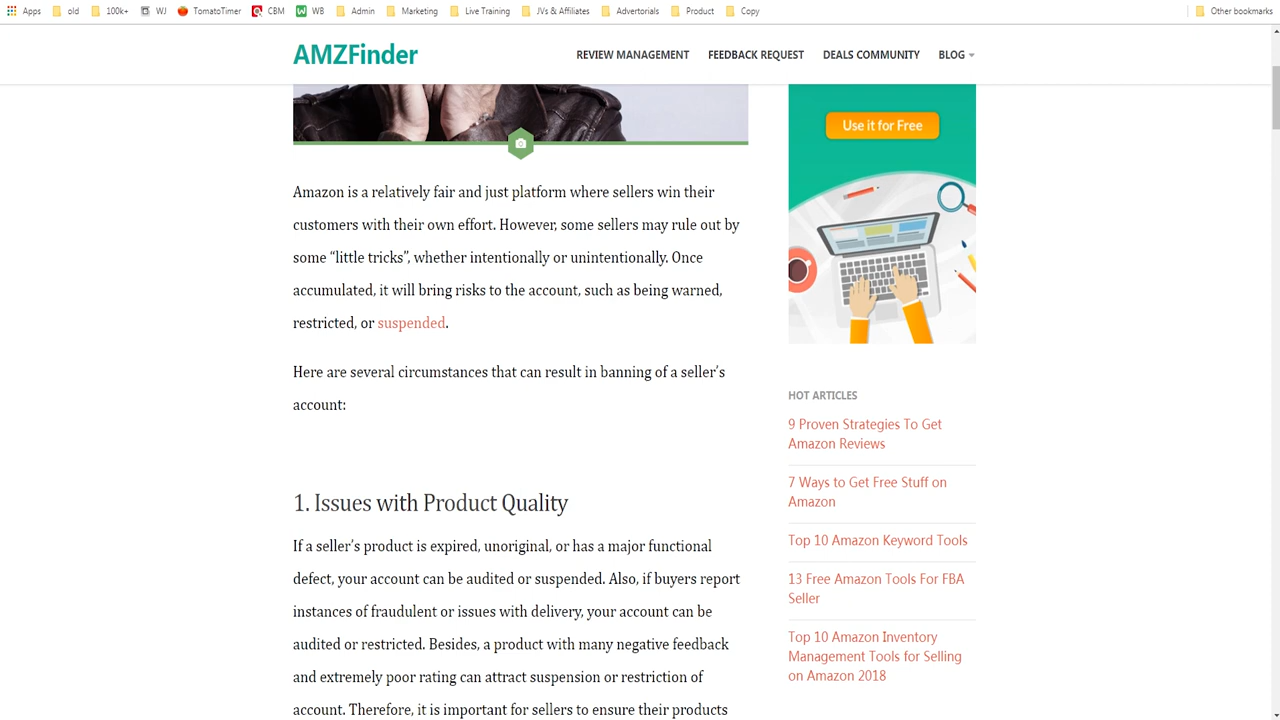 Apps old 100k+ WJ TomatoTimer CBM WB Admin Marketing Live Training JVs & Affiliates Advertorials Product Copy Other bookmarks
AMZFinder REVIEW MANAGEMENT FEEDBACK REQUEST DEALS COMMUNITY BLOG
Use it for Free
Amazon is a relatively fair and just platform where sellers win their
customers with their own effort. However, some sellers may rule out by
some “little tricks”, whether intentionally or unintentionally. Once
accumulated, it will bring risks to the account, such as being warned,
restricted, or suspended.
Here are several circumstances that can result in banning of a seller’s
account:
1. Issues with Product Quality
If a seller’s product is expired, unoriginal, or has a major functional
defect, your account can be audited or suspended. Also, if buyers report
instances of fraudulent or issues with delivery, your account can be
audited or restricted. Besides, a product with many negative feedback
and extremely poor rating can attract suspension or restriction of
account. Therefore, it is important for sellers to ensure their products
HOT ARTICLES
9 Proven Strategies To Get
Amazon Reviews
7 Ways to Get Free Stuff on
Amazon
Top 10 Amazon Keyword Tools
13 Free Amazon Tools For FBA
Seller
Top 10 Amazon Inventory
Management Tools for Selling
on Amazon 2018